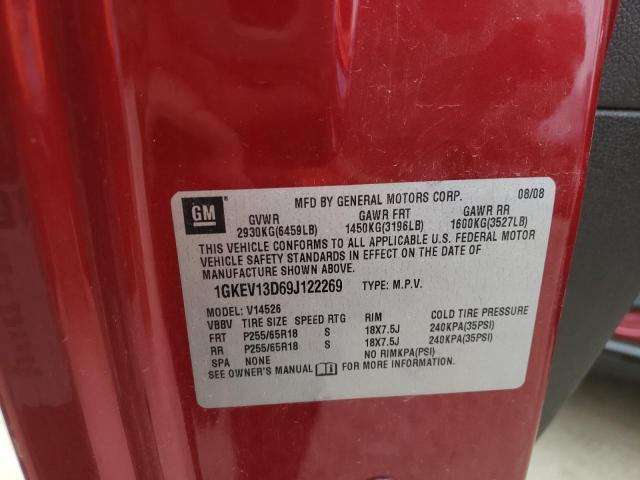 GM
MFD BY GENERAL MOTORS CORP. 08/08
GVWR GAWR FRT GAWR RR
2930KG(6459LB) 1450KG(3196LB) 1600KG(3527LB)
THIS VEHICLE CONFORMS TO ALL APPLICABLE U.S. FEDERAL MOTOR
VEHICLE SAFETY STANDARDS IN EFFECT ON THE DATE OF
MANUFACTURE SHOWN ABOVE.
1GKEV13D69J122269 TYPE: M.P.V.
MODEL: V14526
VBBV TIRE SIZE SPEED RTG RIM COLD TIRE PRESSURE
FRT P255/65R18 S 18X7.5J 240KPA(35PSI)
RR P255/65R18 S 18X7.5J 240KPA(35PSI)
SPA NONE NO RIMKPA(PSI)
SEE OWNER'S MANUAL FOR MORE INFORMATION.